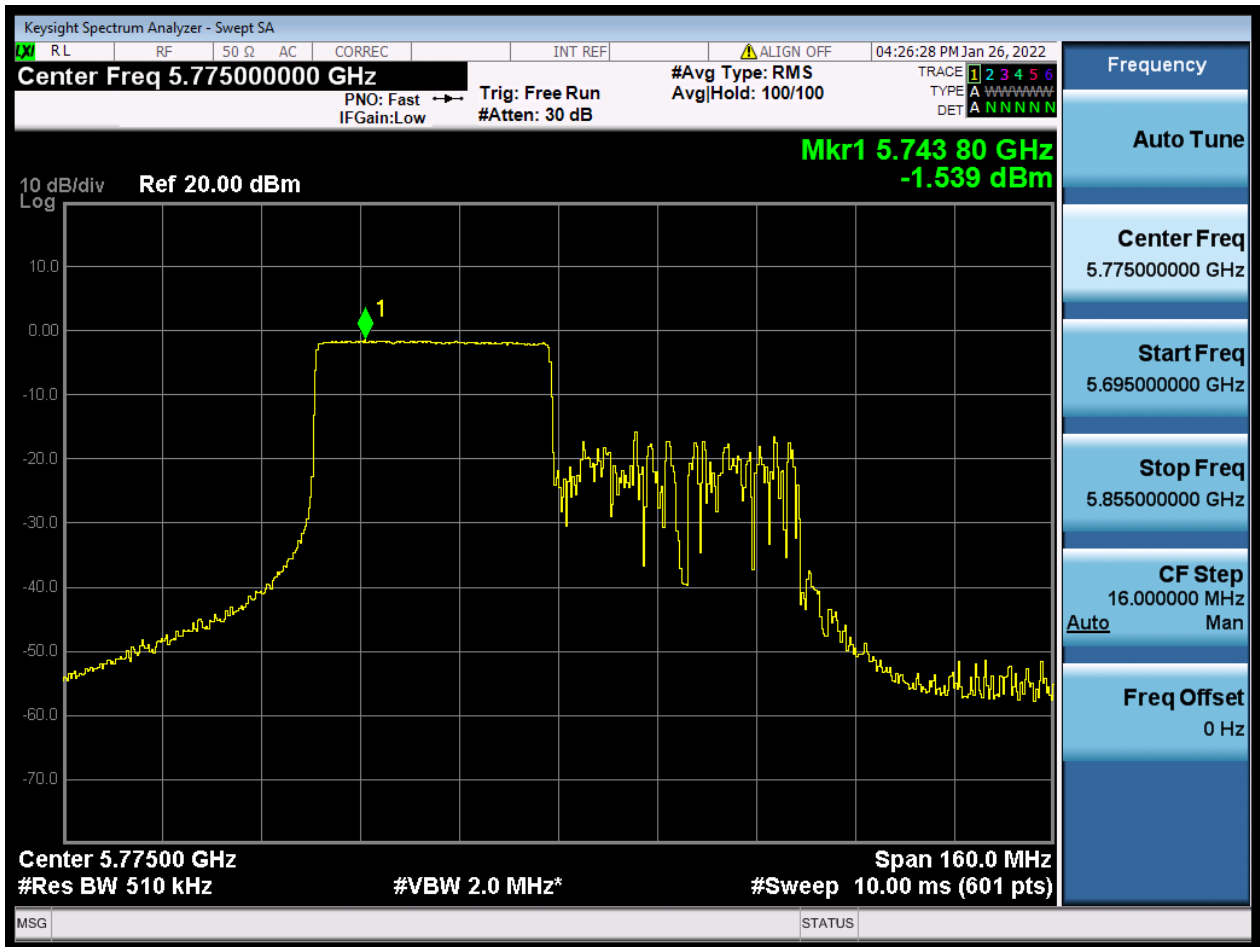 Keysight Spectrum Analyzer - Swept SA
LXI RL RF 50 Ω AC CORREC INT REF ALIGN OFF 04:26:28 PM Jan 26, 2022
Center Freq 5.775000000 GHz
PNO: Fast
IFGain:Low
Trig: Free Run
#Atten: 30 dB
#Avg Type: RMS
Avg|Hold: 100/100
TRACE 1 2 3 4 5 6
TYPE A WWWWW
DET A N N N N N
Mkr1 5.743 80 GHz
-1.539 dBm
10 dB/div Ref 20.00 dBm
Log
1
10.0
0.00
-10.0
-20.0
-30.0
-40.0
-50.0
-60.0
-70.0
Center 5.77500 GHz Span 160.0 MHz
#Res BW 510 kHz #VBW 2.0 MHz* #Sweep 10.00 ms (601 pts)
MSG STATUS
Frequency
Auto Tune
Center Freq
5.775000000 GHz
Start Freq
5.695000000 GHz
Stop Freq
5.855000000 GHz
CF Step
16.000000 MHz
Auto Man
Freq Offset
0 Hz